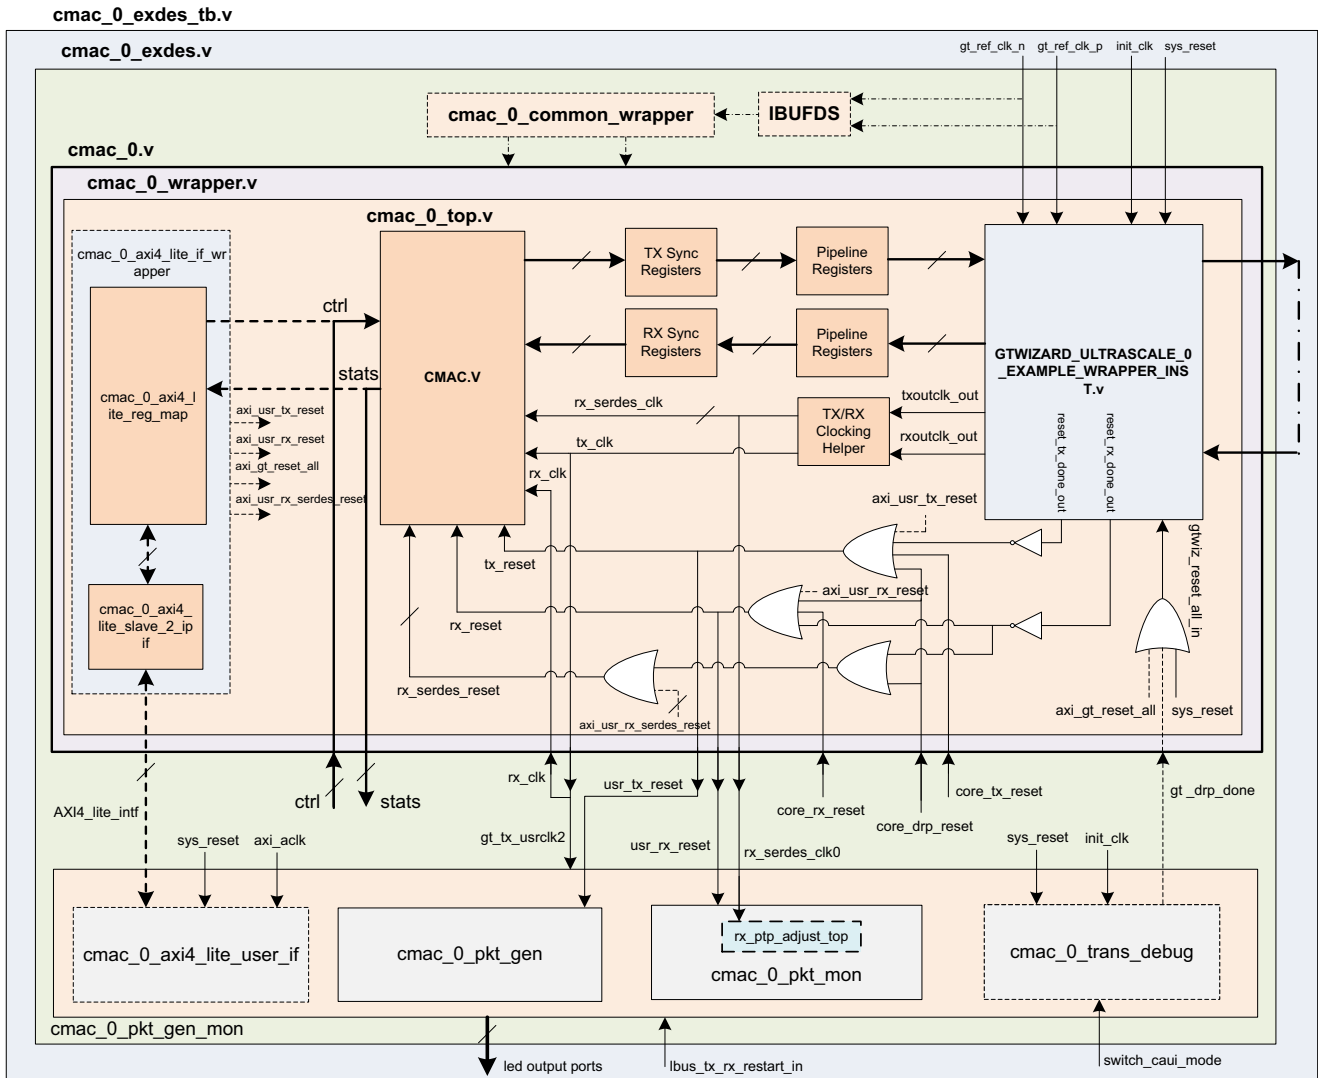 cmac_0_exdes_tb.v
cmac_0_exdes.v
gt_ref_clk_n
gt_ref_clk_p
init_clk
sys_reset
cmac_0_common_wrapper
IBUFDS
cmac_0.v
cmac_0_wrapper.v
cmac_0_top.v
cmac_0_axi4_lite_if_wr
apper
ctrl
stats
cmac_0_axi4_l
ite_reg_map
axi_usr_tx_reset
axi_usr_rx_reset
axi_gt_reset_all
axi_usr_rx_serdes_reset
cmac_0_axi4_
lite_slave_2_ip
if
CMAC.V
TX Sync
Registers
Pipeline
Registers
RX Sync
Registers
Pipeline
Registers
rx_serdes_clk
tx_clk
rx_clk
TX/RX
Clocking
Helper
txoutclk_out
rxoutclk_out
GTWIZARD_ULTRASCALE_0
_EXAMPLE_WRAPPER_INS
T.v
reset_tx_done_out
reset_rx_done_out
axi_usr_tx_reset
tx_reset
axi_usr_rx_reset
rx_reset
rx_serdes_reset
axi_usr_rx_serdes_reset
gtwiz_reset_all_in
axi_gt_reset_all
sys_reset
AXI4_lite_intf
ctrl
stats
rx_clk
usr_tx_reset
gt_tx_usrclk2
usr_rx_reset
rx_serdes_clk0
core_rx_reset
core_drp_reset
core_tx_reset
gt _drp_done
sys_reset
axi_aclk
sys_reset
init_clk
cmac_0_axi4_lite_user_if
cmac_0_pkt_gen
rx_ptp_adjust_top
cmac_0_pkt_mon
cmac_0_trans_debug
cmac_0_pkt_gen_mon
led output ports
lbus_tx_rx_restart_in
switch_caui_mode